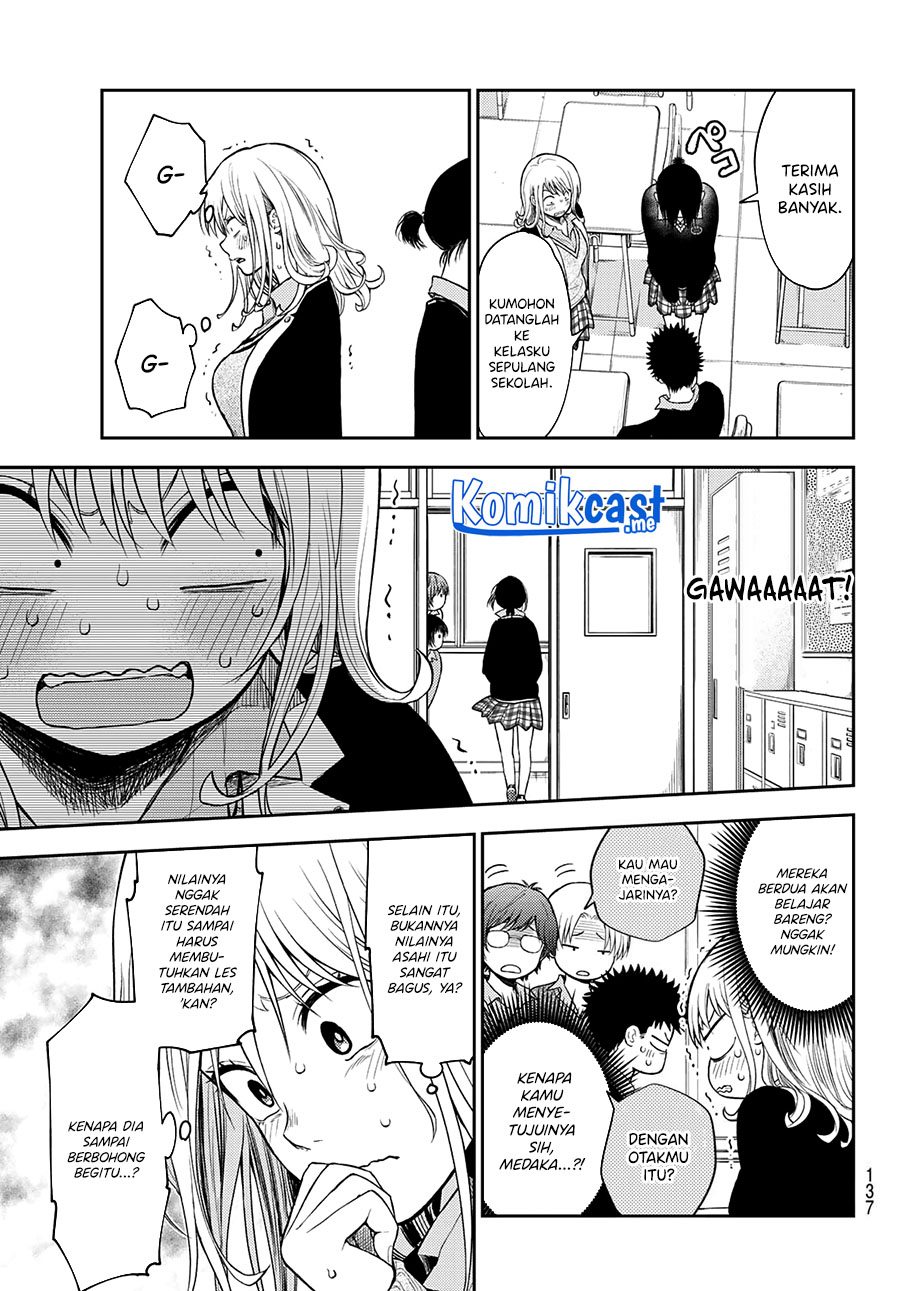 TERIMA
KASIH
BANYAK.
ペコ
KUMOHON
DATANGLAH
KE
KELASKU
SEPULANG
SEKOLAH.
G-
G-
Komikcast
.me
GAWAAAAAT!
MEREKA
BERDUA AKAN
BELAJAR
BARENG?
NGGAK
MUNGKIN!
KAU MAU
MENGA-
JARINYA?
KENAPA
KAMU
MENYE-
TUJUINYA
SIH,
MEDAKA...?!
DENGAN
OTAKMU
ITU?
SELAIN ITU,
BUKANNYA
NILAINYA
ASAHI ITU
SANGAT
BAGUS, YA?
NILAINYA
NGGAK
SERENDAH
ITU SAMPAI
HARUS
MEMBU-
TUHKAN LES
TAMBAHAN,
'KAN?
KENAPA DIA
SAMPAI
BERBOHONG
BEGITU...?
137